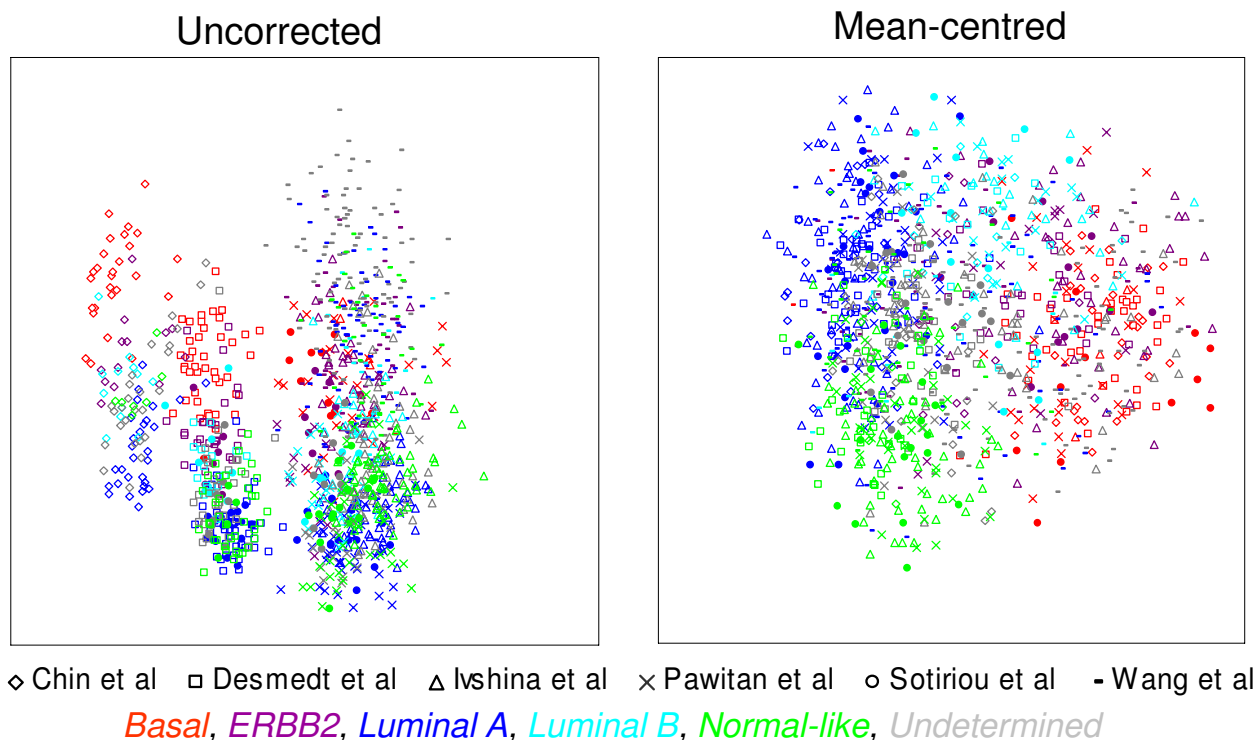 Uncorrected Mean-centred
Chin et al Desmedt et al Ivshina et al Pawitan et al Sotiriou et al Wang et al
Basal, ERBB2, Luminal A, Luminal B, Normal-like, Undetermined